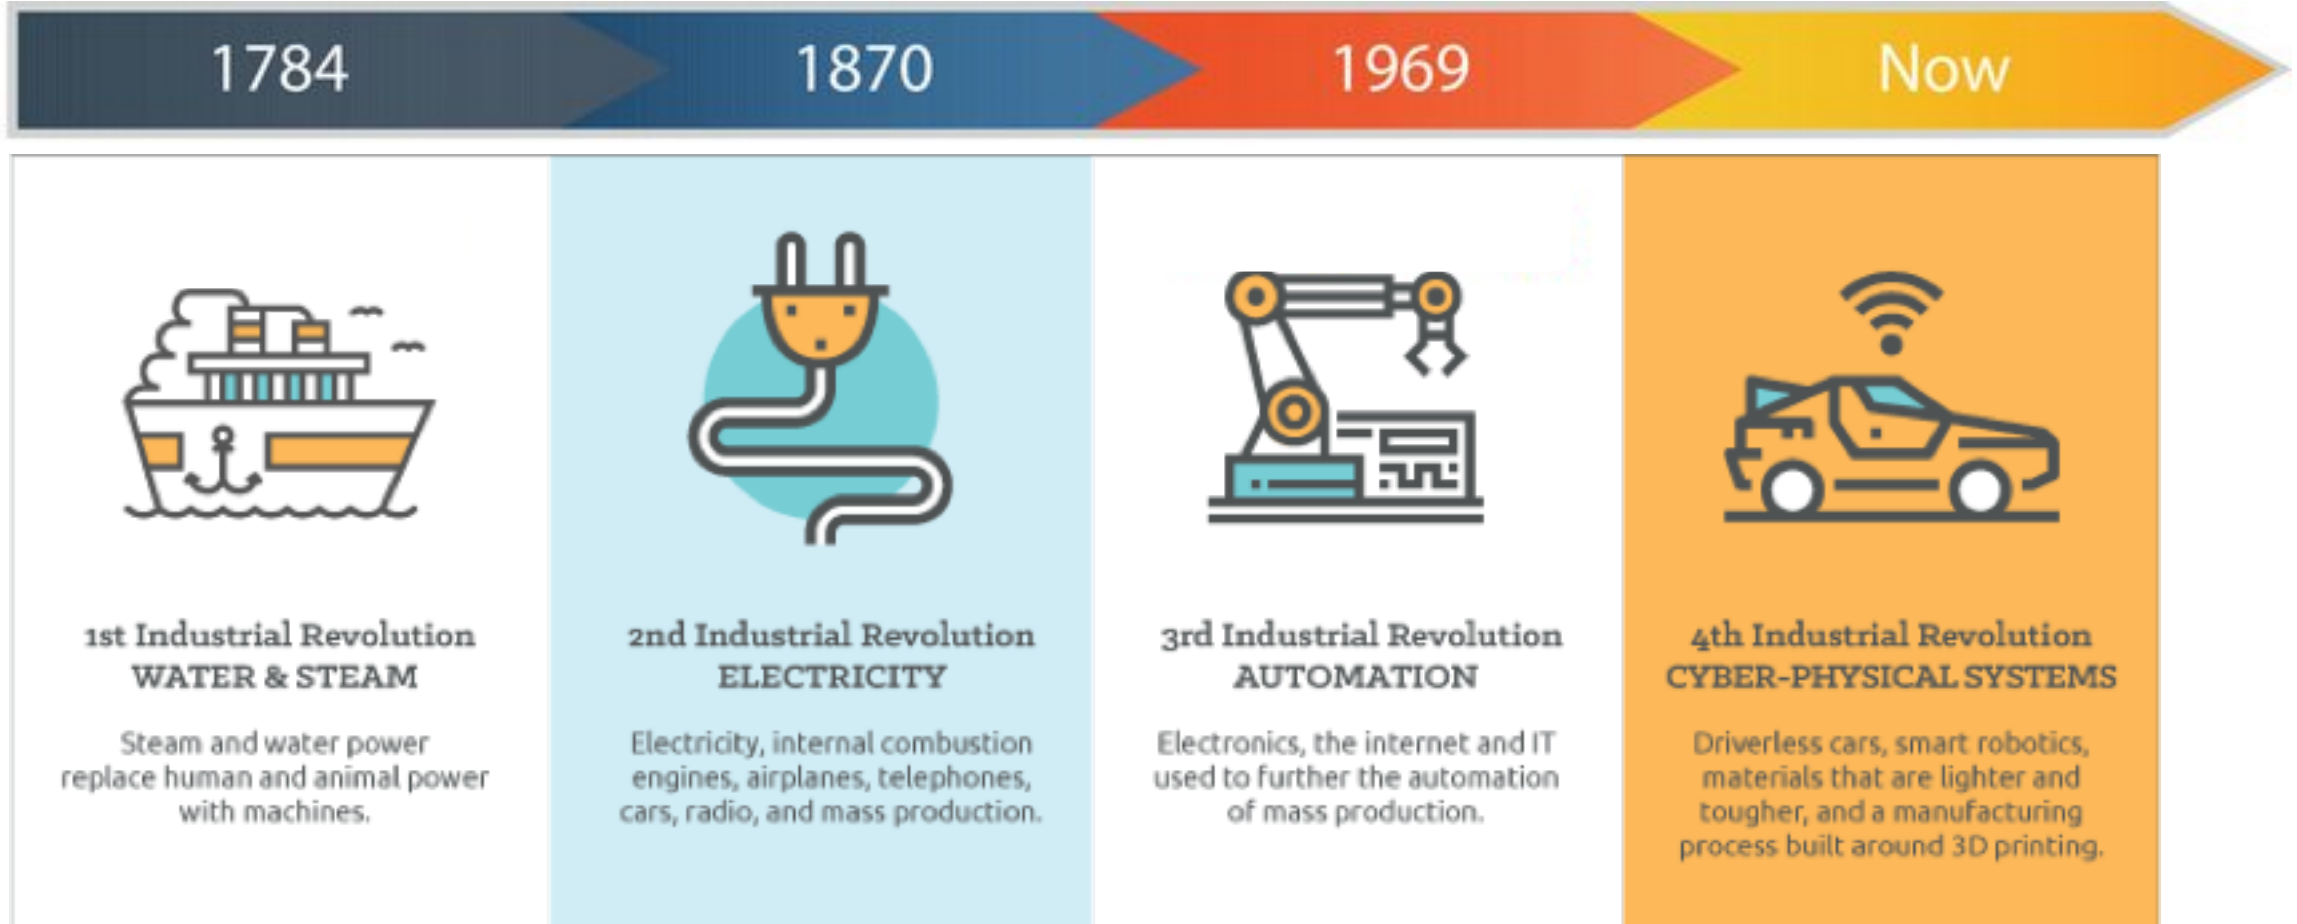 1784
1870
1969
Now
1st Industrial Revolution
WATER & STEAM
Steam and water power
replace human and animal power
with machines.
2nd Industrial Revolution
ELECTRICITY
Electricity, internal combustion
engines, airplanes, telephones,
cars, radio, and mass production.
3rd Industrial Revolution
AUTOMATION
Electronics, the internet and IT
used to further the automation
of mass production.
4th Industrial Revolution
CYBER-PHYSICAL SYSTEMS
Driverless cars, smart robotics,
materials that are lighter and
tougher, and a manufacturing
process built around 3D printing.